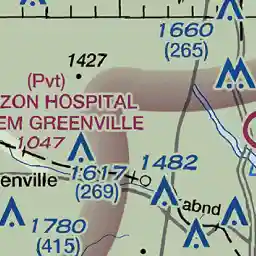 1660
(265)
1427
(Pvt)
ZON HOSPITAL
EM GREENVILLE
1047
enville
1617
(269)
1482
abnd
1780
(415)